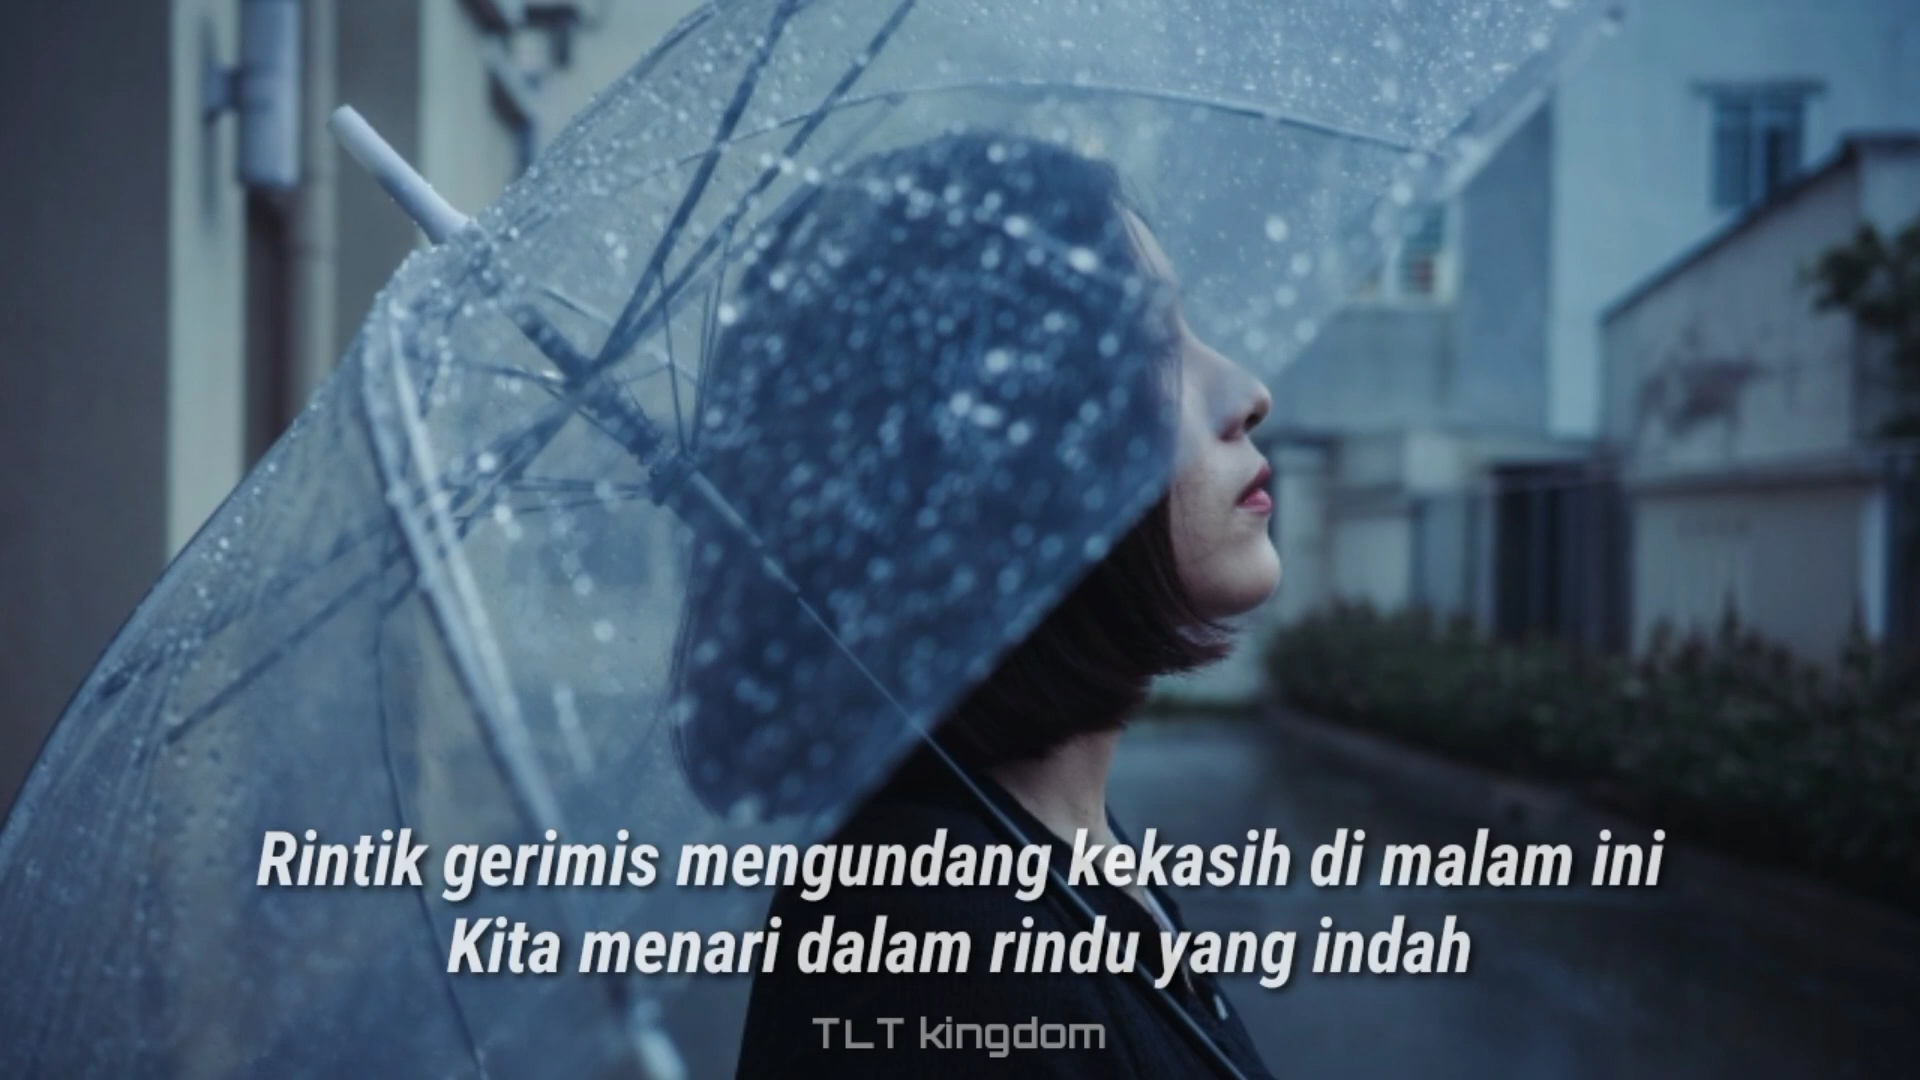 Rintik gerimis mengundang kekasih di malam ini
Kita menari dalam rindu yang indah
TLT kingdom